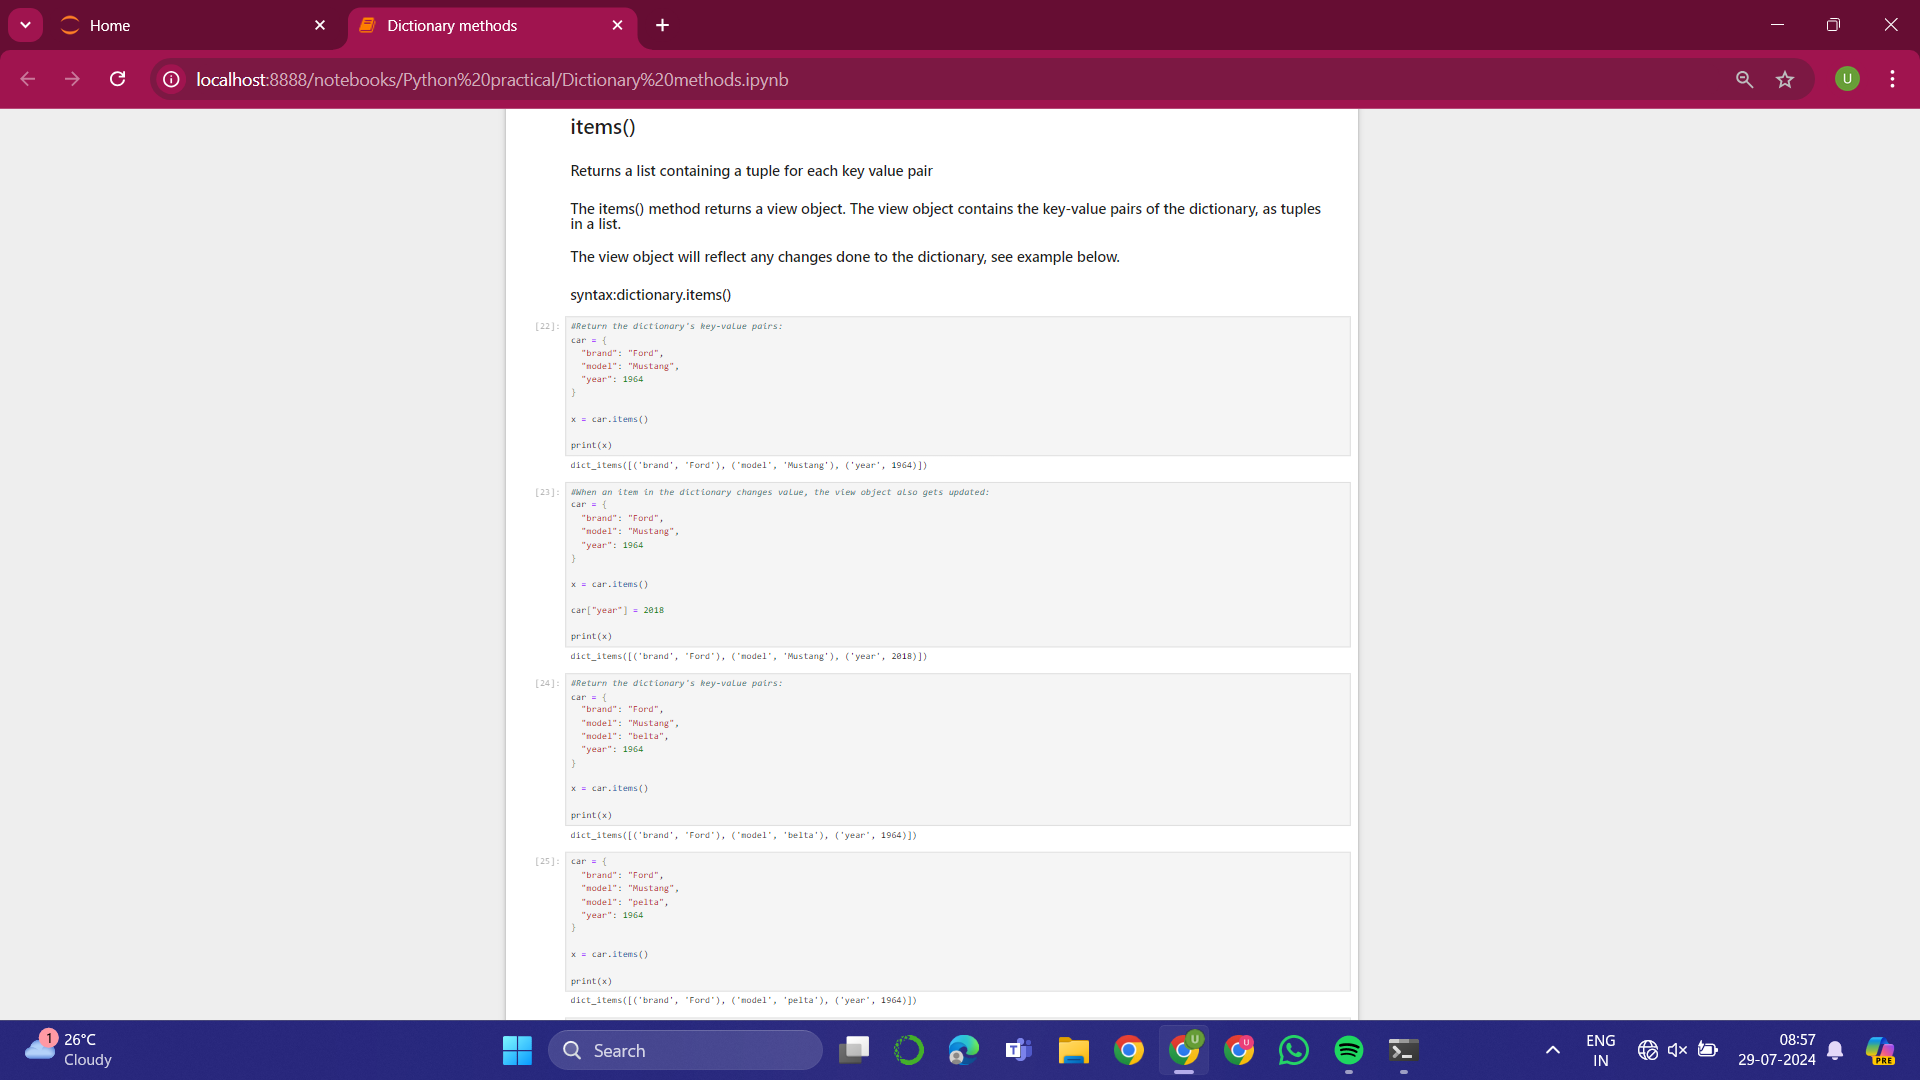 Home
Dictionary methods
localhost:8888/notebooks/Python%20practical/Dictionary%20methods.ipynb
U
items()
Returns a list containing a tuple for each key value pair
The items() method returns a view object. The view object contains the key-value pairs of the dictionary, as tuples
in a list.
The view object will reflect any changes done to the dictionary, see example below.
syntax:dictionary.items()
[22]: #Return the dictionary's key-value pairs:
car = {
"brand": "Ford",
"model": "Mustang",
"year": 1964
}
x = car.items()
print(x)
dict_items([('brand', 'Ford'), ('model', 'Mustang'), ('year', 1964)])
[23]: #When an item in the dictionary changes value, the view object also gets updated:
car = {
"brand": "Ford",
"model": "Mustang",
"year": 1964
}
x = car.items()
car["year"] = 2018
print(x)
dict_items([('brand', 'Ford'), ('model', 'Mustang'), ('year', 2018)])
[24]: #Return the dictionary's key-value pairs:
car = {
"brand": "Ford",
"model": "Mustang",
"model": "belta",
"year": 1964
}
x = car.items()
print(x)
dict_items([('brand', 'Ford'), ('model', 'belta'), ('year', 1964)])
[25]: car = {
"brand": "Ford",
"model": "Mustang",
"model": "pelta",
"year": 1964
}
x = car.items()
print(x)
dict_items([('brand', 'Ford'), ('model', 'pelta'), ('year', 1964)])
1
26°C
Cloudy
Search
U
U
ENG
IN
08:57
29-07-2024
PRE